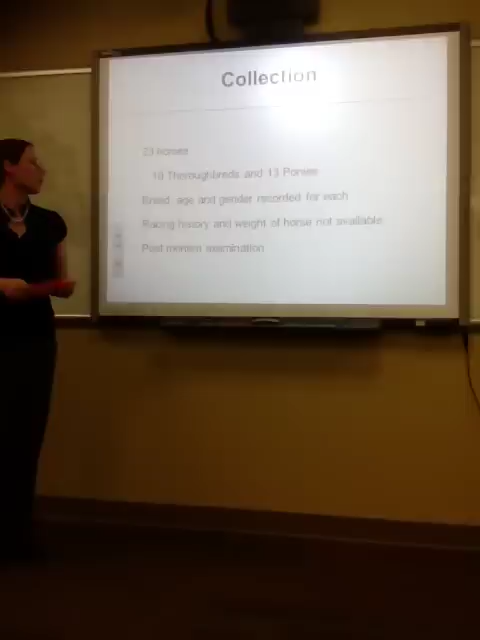 Collection
23 horses
10 Thoroughbreds and 13 Ponies
Breed, age and gender recorded for each
Racing history and weight of horse not available
Post mortem examination